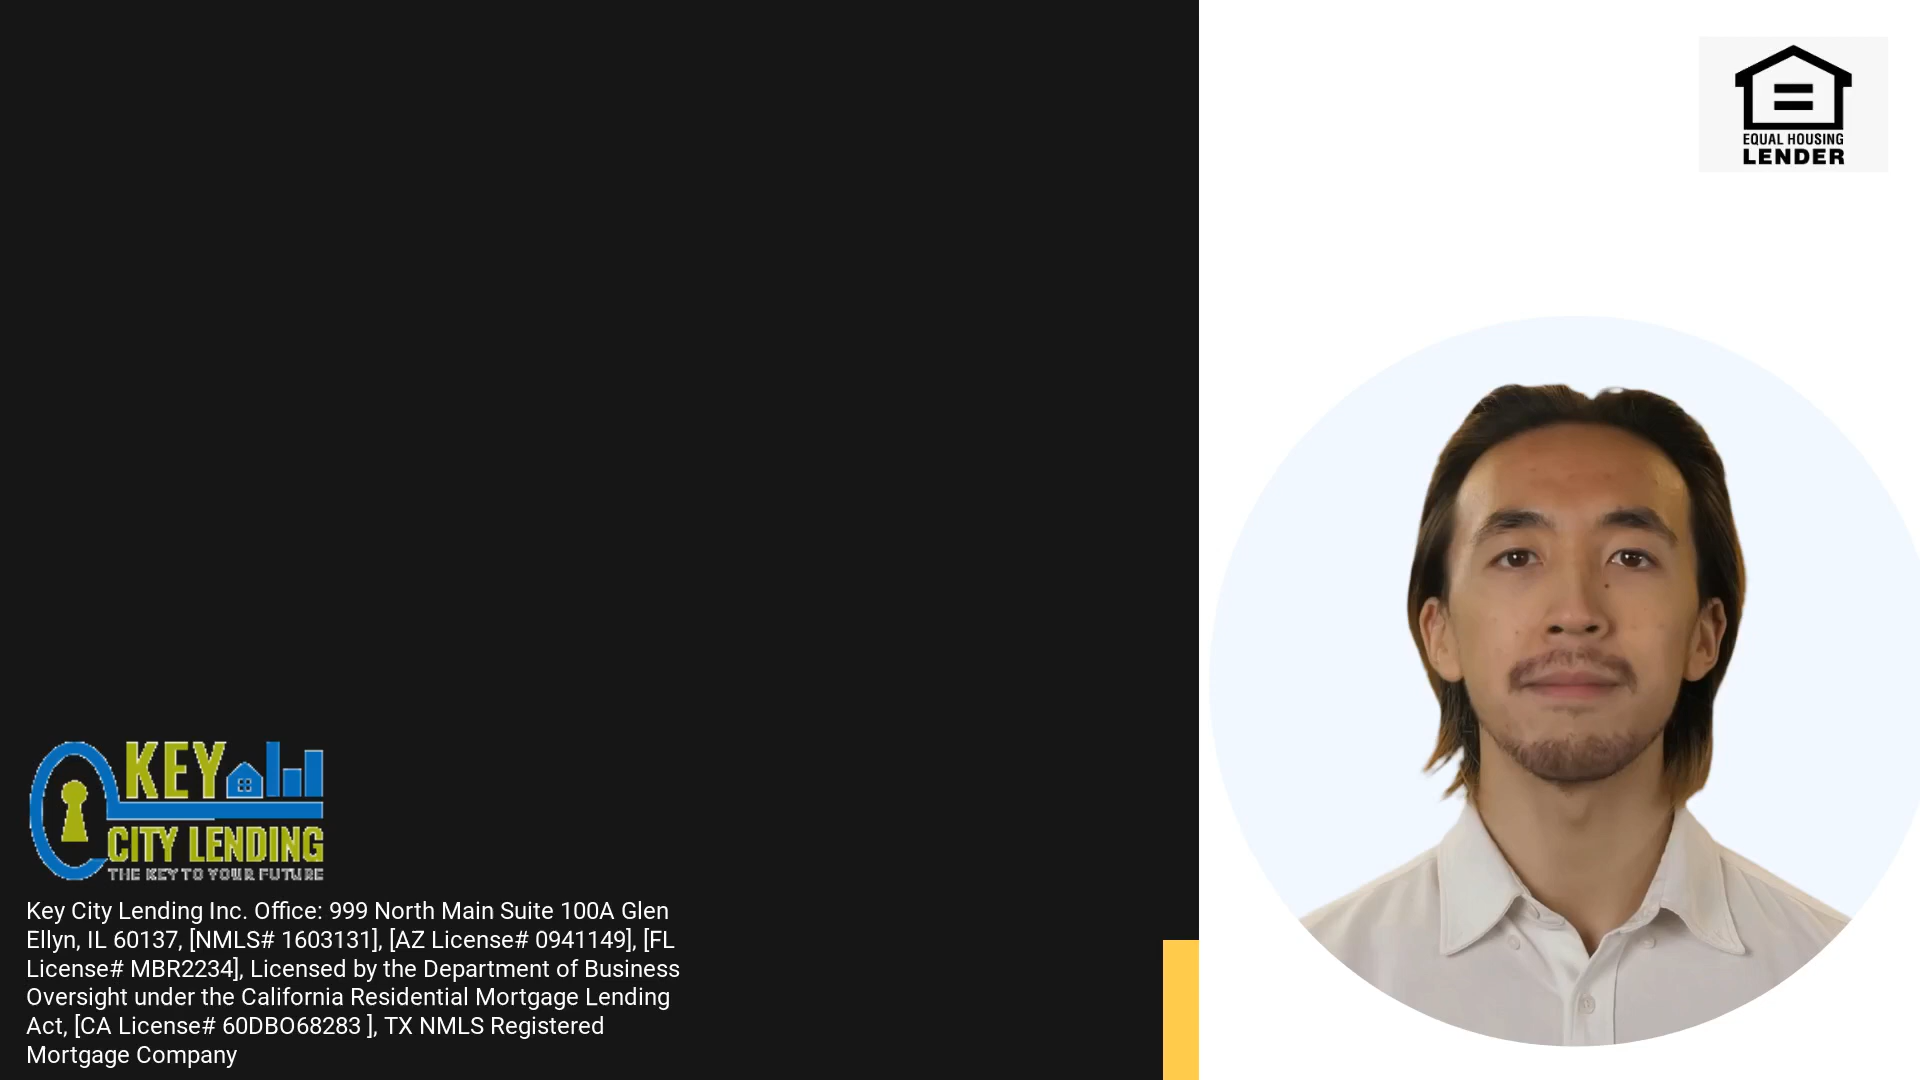 EQUAL HOUSING
LENDER
KEY
CITY LENDING
THE KEY TO YOUR FUTURE
Key City Lending Inc. Office: 999 North Main Suite 100A Glen
Ellyn, IL 60137, [NMLS# 1603131], [AZ License# 0941149], [FL
License# MBR2234], Licensed by the Department of Business
Oversight under the California Residential Mortgage Lending
Act, [CA License# 60DBO68283 ], TX NMLS Registered
Mortgage Company